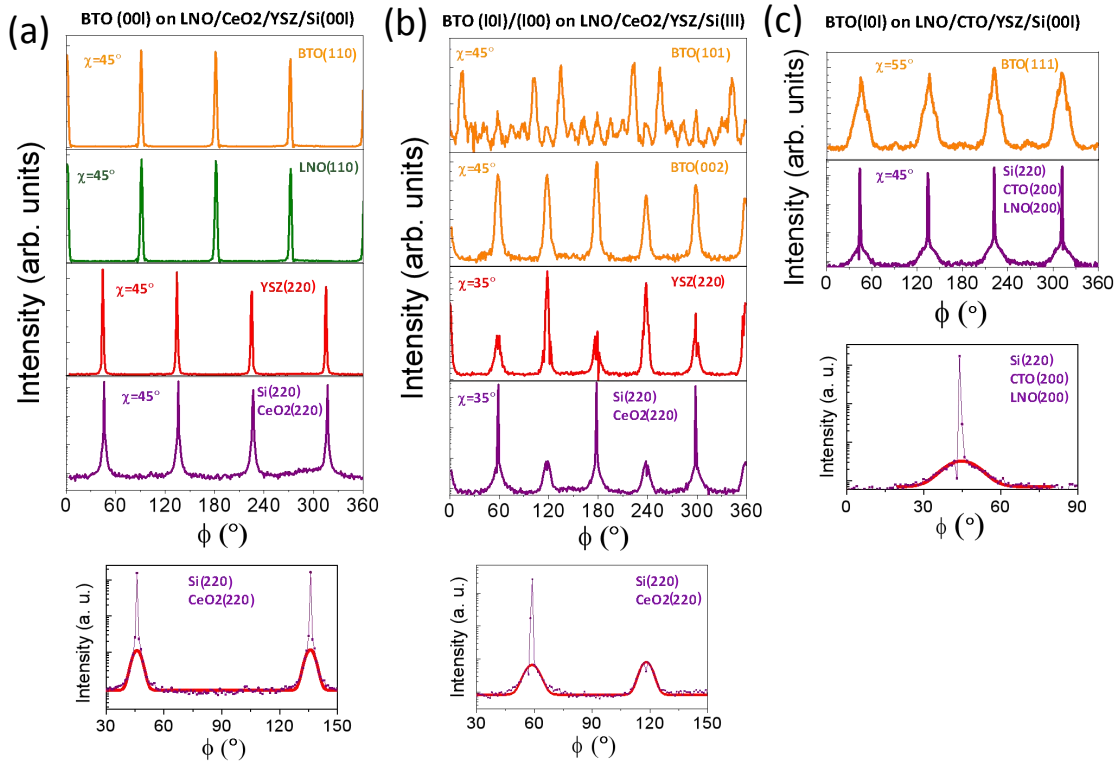 (a)
BTO (00l) on LNO/CeO2/YSZ/Si(00l)
χ=45°
BTO(110)
χ=45°
LNO(110)
χ=45°
YSZ(220)
χ=45°
Si(220)
CeO2(220)
Intensity (arb. units)
0 60 120 180 240 300 360
ϕ (°)
Si(220)
CeO2(220)
Intensity (a. u.)
30 60 90 120 150
ϕ (°)
(b)
BTO (l0l)/(l00) on LNO/CeO2/YSZ/Si(lll)
χ=45°
BTO(101)
χ=45°
BTO(002)
χ=35°
YSZ(220)
χ=35°
Si(220)
CeO2(220)
Intensity (arb. units)
0 60 120 180 240 300 360
ϕ (°)
Si(220)
CeO2(220)
Intensity (a. u.)
30 60 90 120 150
ϕ (°)
(c)
BTO(l0l) on LNO/CTO/YSZ/Si(00l)
χ=55°
BTO(111)
χ=45°
Si(220)
CTO(200)
LNO(200)
Intensity (arb. units)
0 60 120 180 240 300 360
ϕ (°)
Si(220)
CTO(200)
LNO(200)
Intensity (a. u.)
0 30 60 90
ϕ (°)